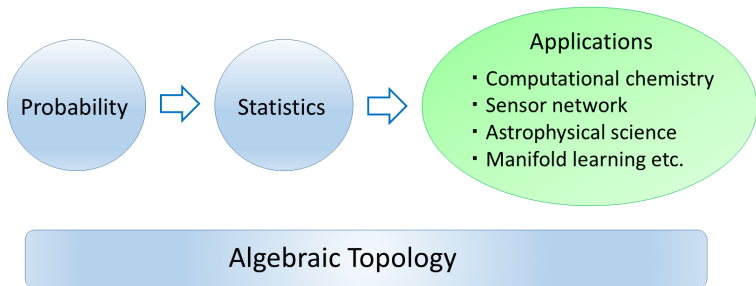 Probability
Statistics
Applications
・Computational chemistry
・Sensor network
・Astrophysical science
・Manifold learning etc.
Algebraic Topology